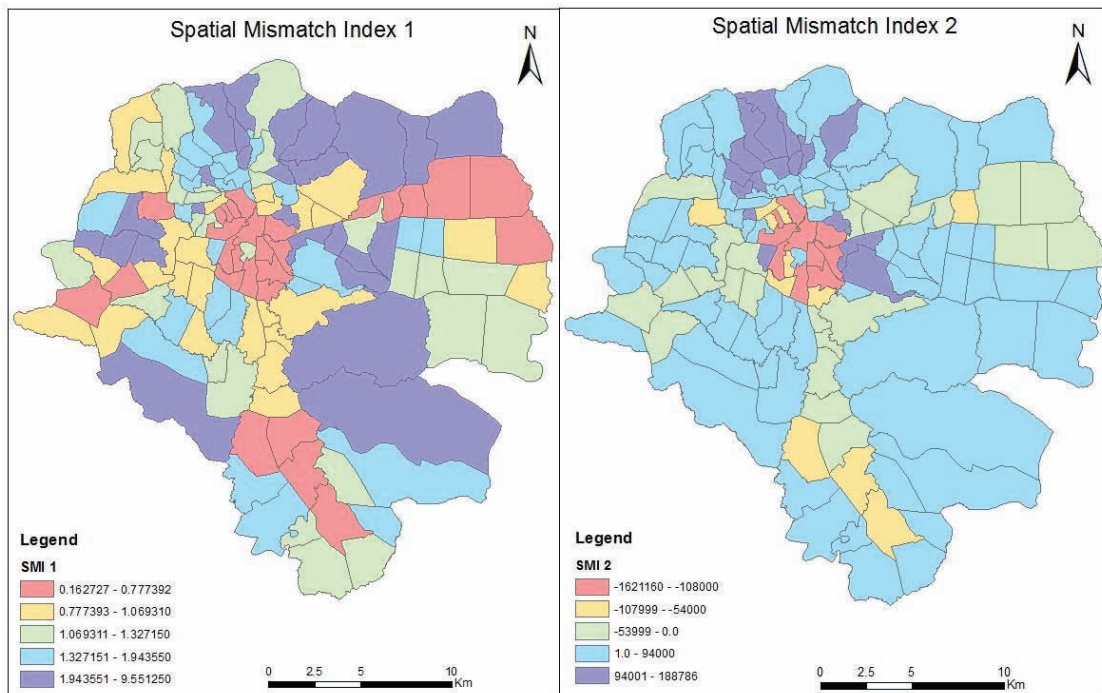 Spatial Mismatch Index 1
N
Legend
SMI 1
0.162727 - 0.777392
0.777393 - 1.069310
1.069311 - 1.327150
1.327151 - 1.943550
1.943551 - 9.551250
0 2.5 5 10
Km
Spatial Mismatch Index 2
N
Legend
SMI 2
-1621160 - -108000
-107999 - -54000
-53999 - 0.0
1.0 - 94000
94001 - 188786
0 2.5 5 10
Km